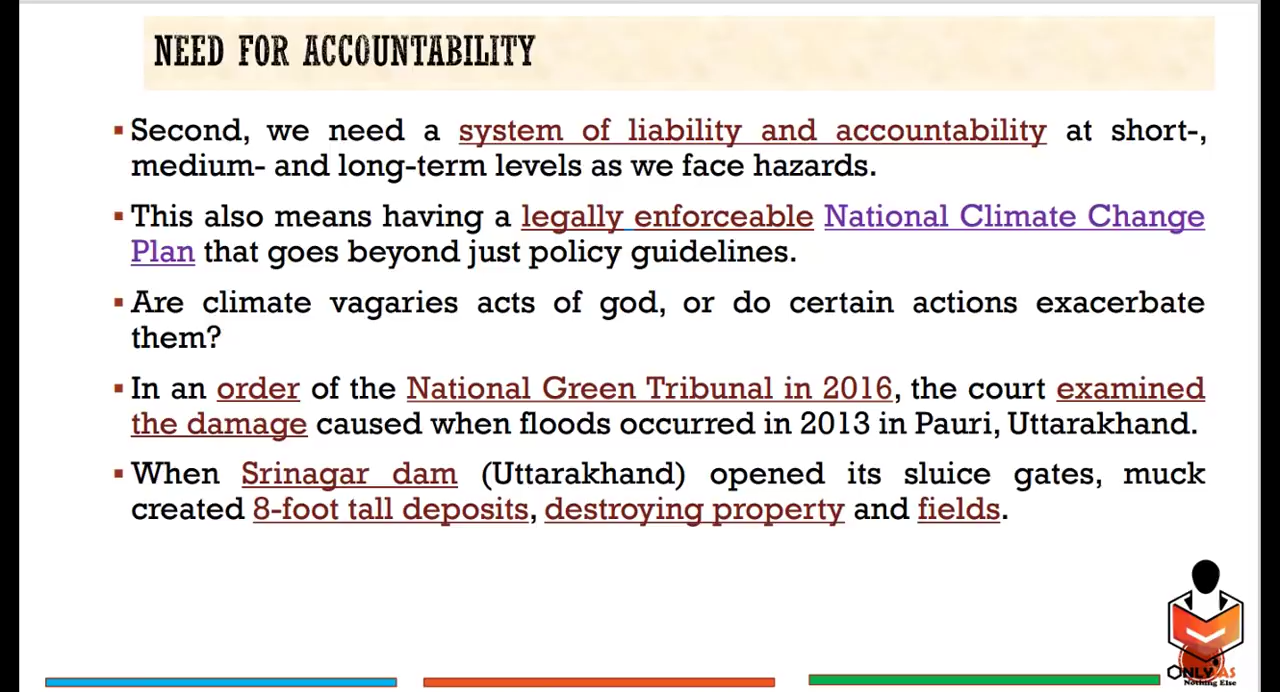 NEED FOR ACCOUNTABILITY
▪ Second, we need a system of liability and accountability at short-,
medium- and long-term levels as we face hazards.
▪ This also means having a legally enforceable National Climate Change
Plan that goes beyond just policy guidelines.
▪ Are climate vagaries acts of god, or do certain actions exacerbate
them?
▪ In an order of the National Green Tribunal in 2016, the court examined
the damage caused when floods occurred in 2013 in Pauri, Uttarakhand.
▪ When Srinagar dam (Uttarakhand) opened its sluice gates, muck
created 8-foot tall deposits, destroying property and fields.
ONLY IAS
Nothing Else